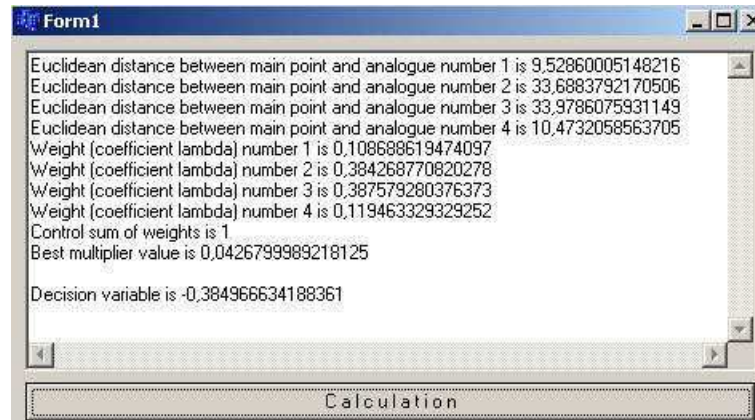 Form1
Euclidean distance between main point and analogue number 1 is 9,52860005148216
Euclidean distance between main point and analogue number 2 is 33,6883792170506
Euclidean distance between main point and analogue number 3 is 33,9786075931149
Euclidean distance between main point and analogue number 4 is 10,4732058563705
Weight (coefficient lambda) number 1 is 0,108688619474097
Weight (coefficient lambda) number 2 is 0,384268770820278
Weight (coefficient lambda) number 3 is 0,387579280376373
Weight (coefficient lambda) number 4 is 0,119463329329252
Control sum of weights is 1
Best multiplier value is 0,0426799989218125
Decision variable is -0,384966634188361
Calculation